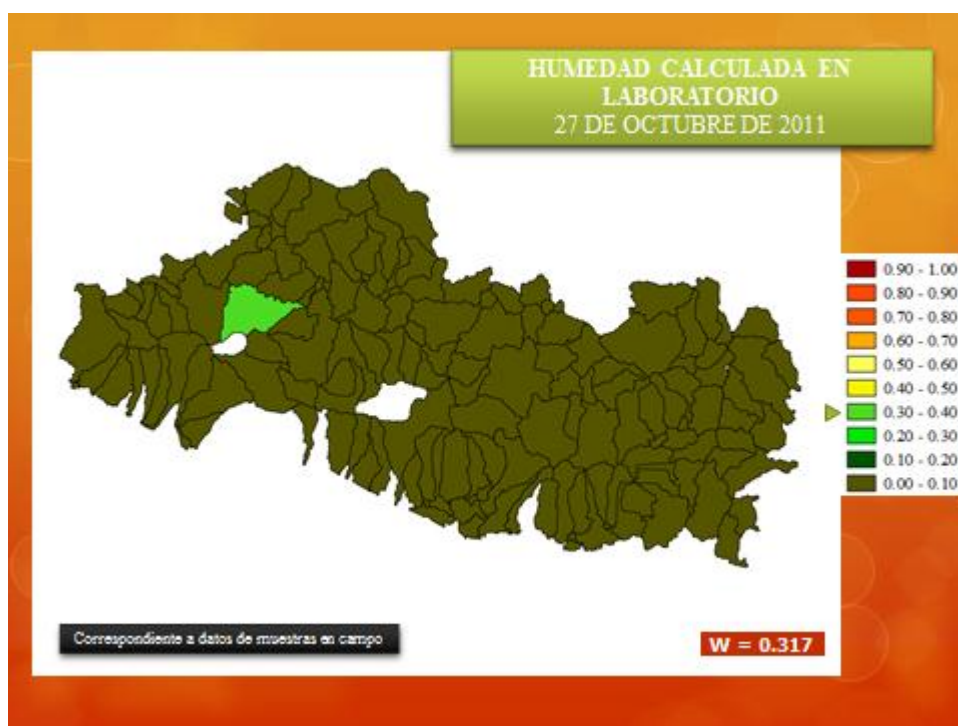 HUMEDAD CALCULADA EN
LABORATORIO
27 DE OCTUBRE DE 2011
0.90 - 1.00
0.80 - 0.90
0.70 - 0.80
0.60 - 0.70
0.50 - 0.60
0.40 - 0.50
0.30 - 0.40
0.20 - 0.30
0.10 - 0.20
0.00 - 0.10
Correspondiente a datos de muestras en campo
W = 0.317